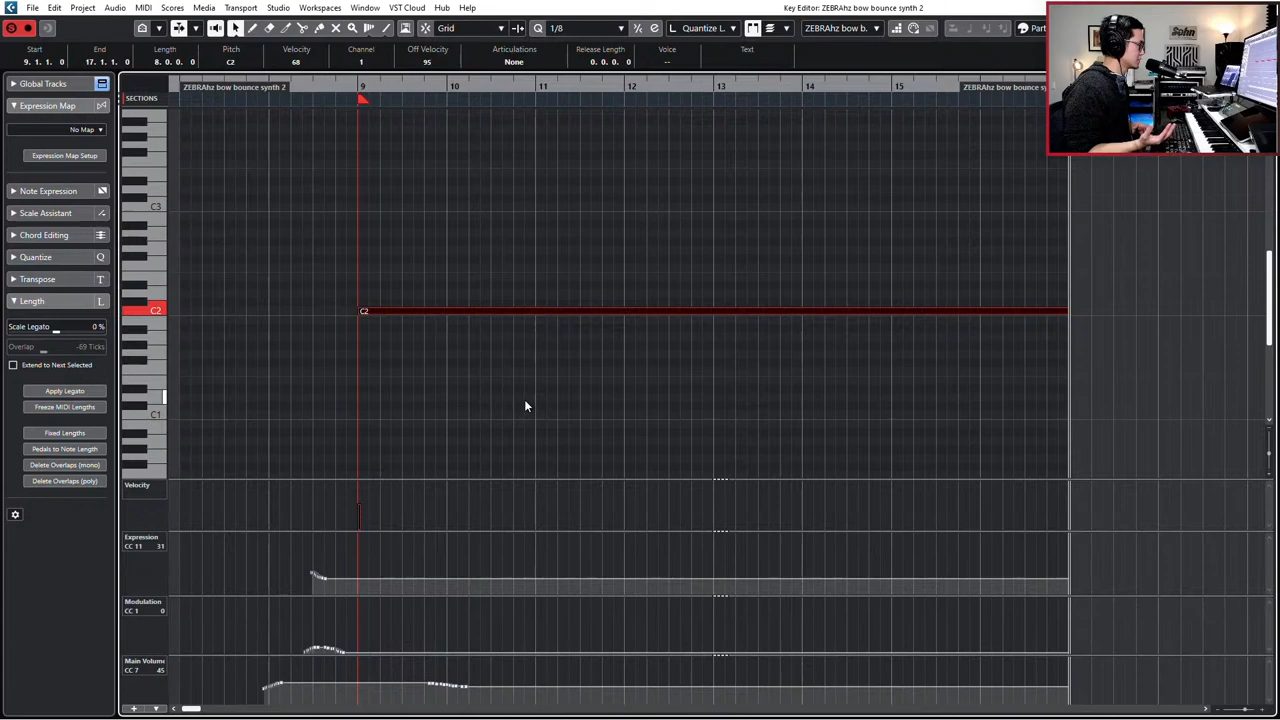 File Edit Project Audio MIDI Scores Media Transport Studio Workspaces Window VST Cloud Hub Help
Key Editor: ZEBRAhz bow bounce synth 2
Grid 1/8 Quantize L. ZEBRAhz bow b. Part
Start End Length Pitch Velocity Channel Off Velocity Articulations Release Length Voice Text
9. 1. 1. 0 8. 0. 0. 0 C2 68 1 95 None 0. 0. 0. 0 --
Global Tracks
Expression Map
No Map
Expression Map Setup
Note Expression
Scale Assistant
Chord Editing
Quantize Q
Transpose T
Length L
Scale Legato 0 %
Overlap -69 Ticks
Extend to Next Selected
Apply Legato
Freeze MIDI Lengths
Fixed Lengths
Pedals to Note Length
Delete Overlaps (mono)
Delete Overlaps (poly)
ZEBRAhz bow bounce synth 2
9 10 11 12 13 14 15
ZEBRAhz bow bounce sy
SECTIONS
C3
C2
C2
C1
Velocity
Expression
CC 11 31
Modulation
CC 1 0
Main Volume
CC 7 45